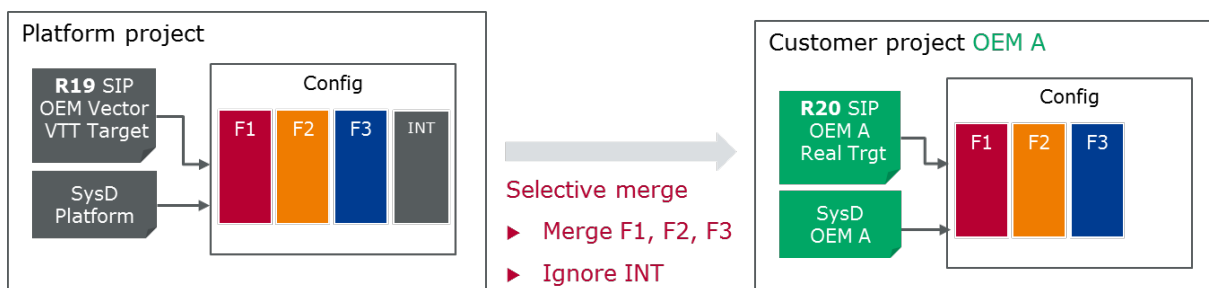 Platform project
R19 SIP
OEM Vector
VTT Target
SysD
Platform
Config
F1
F2
F3
INT
Selective merge
▶ Merge F1, F2, F3
▶ Ignore INT
Customer project OEM A
R20 SIP
OEM A
Real Trgt
SysD
OEM A
Config
F1
F2
F3